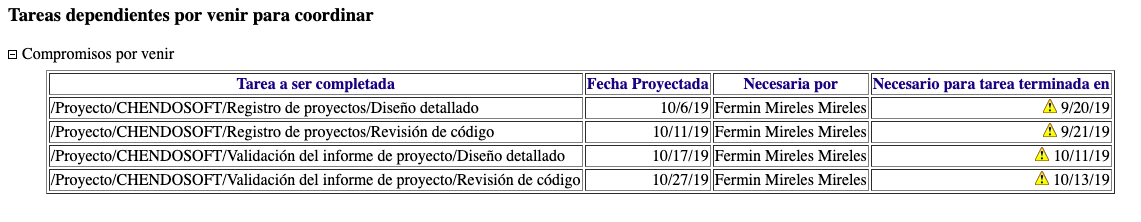 Tareas dependientes por venir para coordinar
Compromisos por venir
Tarea a ser completada Fecha Proyectada Necesaria por Necesario para tarea terminada en
/Proyecto/CHENDOSOFT/Registro de proyectos/Diseño detallado 10/6/19 Fermin Mireles Mireles 9/20/19
/Proyecto/CHENDOSOFT/Registro de proyectos/Revisión de código 10/11/19 Fermin Mireles Mireles 9/21/19
/Proyecto/CHENDOSOFT/Validación del informe de proyecto/Diseño detallado 10/17/19 Fermin Mireles Mireles 10/11/19
/Proyecto/CHENDOSOFT/Validación del informe de proyecto/Revisión de código 10/27/19 Fermin Mireles Mireles 10/13/19